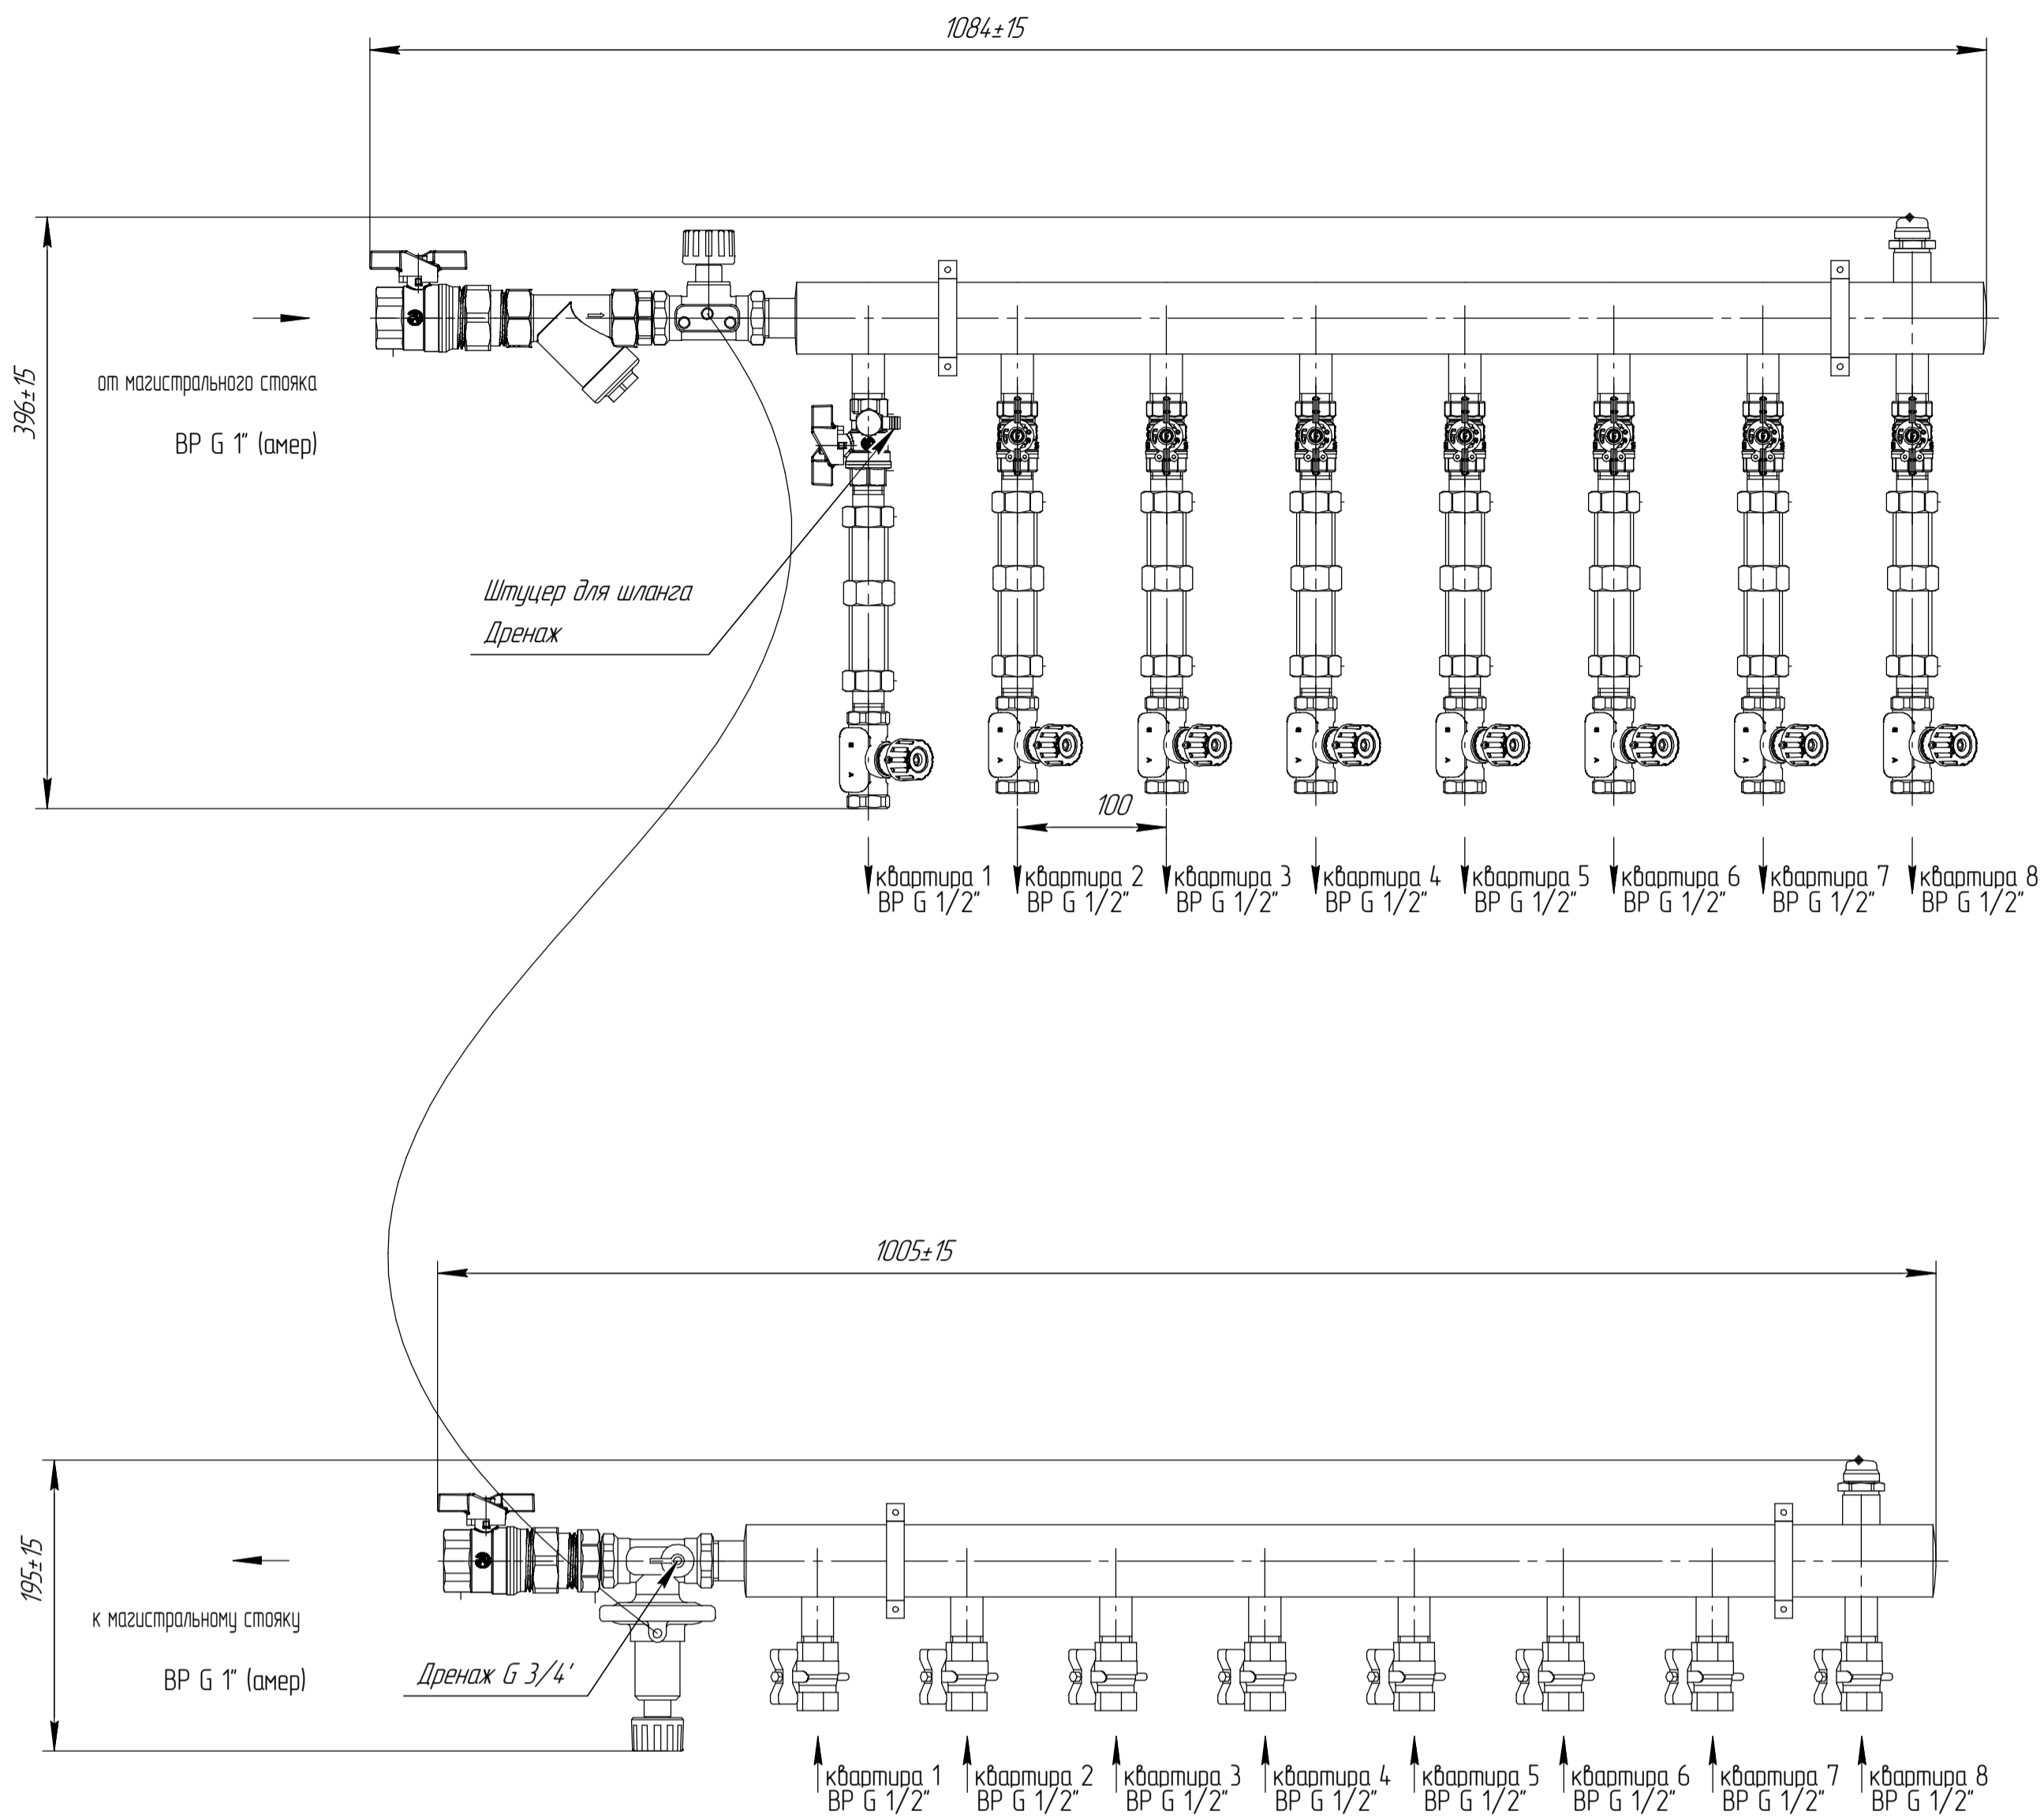 1084±15
396±15
от магистрального стояка
ВР G 1" (амер)
Штуцер для шланга
Дренаж
100
квартира 1
ВР G 1/2"
квартира 2
ВР G 1/2"
квартира 3
ВР G 1/2"
квартира 4
ВР G 1/2"
квартира 5
ВР G 1/2"
квартира 6
ВР G 1/2"
квартира 7
ВР G 1/2"
квартира 8
ВР G 1/2"
1005±15
195±15
к магистральному стояку
ВР G 1" (амер)
Дренаж G 3/4'
квартира 1
ВР G 1/2"
квартира 2
ВР G 1/2"
квартира 3
ВР G 1/2"
квартира 4
ВР G 1/2"
квартира 5
ВР G 1/2"
квартира 6
ВР G 1/2"
квартира 7
ВР G 1/2"
квартира 8
ВР G 1/2"